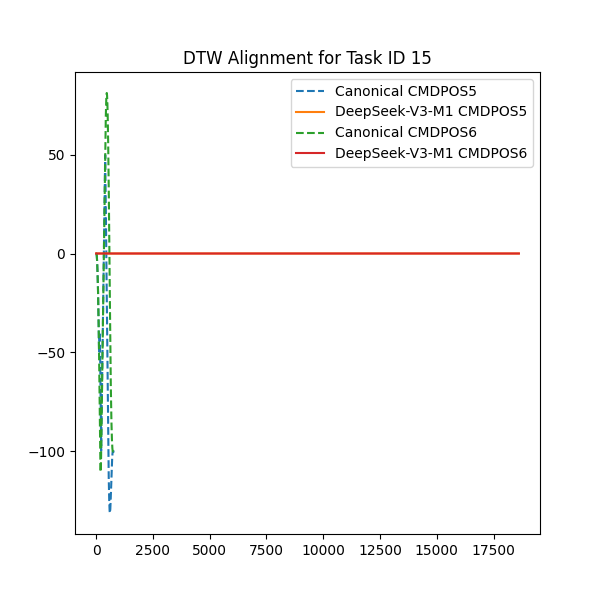 DTW Alignment for Task ID 15
Canonical CMDPOS5
DeepSeek-V3-M1 CMDPOS5
Canonical CMDPOS6
DeepSeek-V3-M1 CMDPOS6
50
0
−50
−100
0 2500 5000 7500 10000 12500 15000 17500